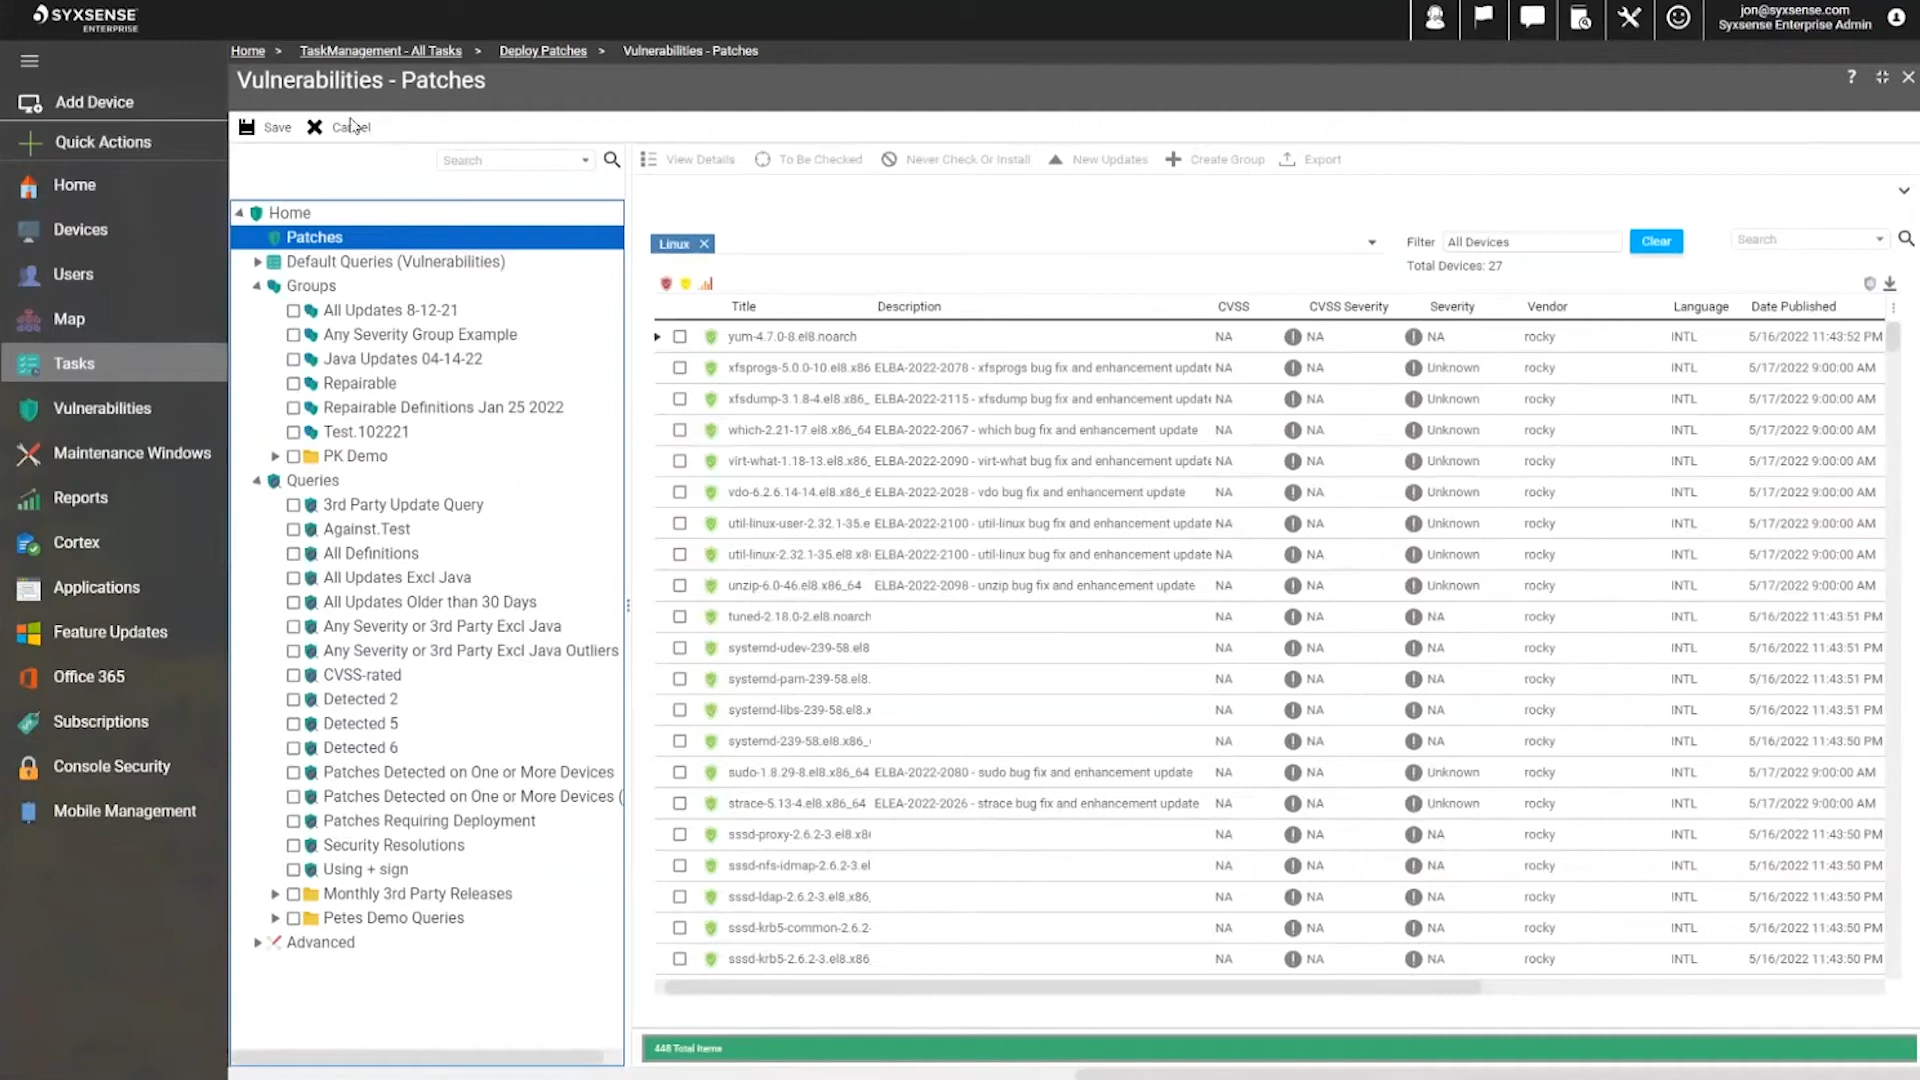 SYXSENSE
ENTERPRISE
jon@syxsense.com
Syxsense Enterprise Admin
Home > TaskManagement - All Tasks > Deploy Patches > Vulnerabilities - Patches
Vulnerabilities - Patches
?
Save Cancel
Add Device
Quick Actions
Home
Devices
Users
Map
Tasks
Vulnerabilities
Maintenance Windows
Reports
Cortex
Applications
Feature Updates
Office 365
Subscriptions
Console Security
Mobile Management
Search
Home
Patches
Default Queries (Vulnerabilities)
Groups
All Updates 8-12-21
Any Severity Group Example
Java Updates 04-14-22
Repairable
Repairable Definitions Jan 25 2022
Test.102221
PK Demo
Queries
3rd Party Update Query
Against.Test
All Definitions
All Updates Excl Java
All Updates Older than 30 Days
Any Severity or 3rd Party Excl Java
Any Severity or 3rd Party Excl Java Outliers
CVSS-rated
Detected 2
Detected 5
Detected 6
Patches Detected on One or More Devices
Patches Detected on One or More Devices (
Patches Requiring Deployment
Security Resolutions
Using + sign
Monthly 3rd Party Releases
Petes Demo Queries
Advanced
View Details To Be Checked Never Check Or Install New Updates Create Group Export
Linux Filter All Devices Clear Search
Total Devices: 27
Title Description CVSS CVSS Severity Severity Vendor Language Date Published
yum-4.7.0-8.el8.noarch NA NA NA rocky INTL 5/16/2022 11:43:52 PM
xfsprogs-5.0.0-10.el8.x86 ELBA-2022-2078 - xfsprogs bug fix and enhancement update NA NA Unknown rocky INTL 5/17/2022 9:00:00 AM
xfsdump-3.1.8-4.el8.x86_ ELBA-2022-2115 - xfsdump bug fix and enhancement update NA NA Unknown rocky INTL 5/17/2022 9:00:00 AM
which-2.21-17.el8.x86_64 ELBA-2022-2067 - which bug fix and enhancement update NA NA Unknown rocky INTL 5/17/2022 9:00:00 AM
virt-what-1.18-13.el8.x86_ ELBA-2022-2090 - virt-what bug fix and enhancement update NA NA Unknown rocky INTL 5/17/2022 9:00:00 AM
vdo-6.2.6.14-14.el8.x86_6 ELBA-2022-2028 - vdo bug fix and enhancement update NA NA Unknown rocky INTL 5/17/2022 9:00:00 AM
util-linux-user-2.32.1-35.e ELBA-2022-2100 - util-linux bug fix and enhancement update NA NA Unknown rocky INTL 5/17/2022 9:00:00 AM
util-linux-2.32.1-35.el8.x8 ELBA-2022-2100 - util-linux bug fix and enhancement update NA NA Unknown rocky INTL 5/17/2022 9:00:00 AM
unzip-6.0-46.el8.x86_64 ELBA-2022-2098 - unzip bug fix and enhancement update NA NA Unknown rocky INTL 5/17/2022 9:00:00 AM
tuned-2.18.0-2.el8.noarch NA NA NA rocky INTL 5/16/2022 11:43:51 PM
systemd-udev-239-58.el8 NA NA NA rocky INTL 5/16/2022 11:43:51 PM
systemd-pam-239-58.el8. NA NA NA rocky INTL 5/16/2022 11:43:51 PM
systemd-libs-239-58.el8.x NA NA NA rocky INTL 5/16/2022 11:43:51 PM
systemd-239-58.el8.x86_ NA NA NA rocky INTL 5/16/2022 11:43:50 PM
sudo-1.8.29-8.el8.x86_64 ELBA-2022-2080 - sudo bug fix and enhancement update NA NA Unknown rocky INTL 5/17/2022 9:00:00 AM
strace-5.13-4.el8.x86_64 ELEA-2022-2026 - strace bug fix and enhancement update NA NA Unknown rocky INTL 5/17/2022 9:00:00 AM
sssd-proxy-2.6.2-3.el8.x8 NA NA NA rocky INTL 5/16/2022 11:43:50 PM
sssd-nfs-idmap-2.6.2-3.el NA NA NA rocky INTL 5/16/2022 11:43:50 PM
sssd-ldap-2.6.2-3.el8.x86_ NA NA NA rocky INTL 5/16/2022 11:43:50 PM
sssd-krb5-common-2.6.2- NA NA NA rocky INTL 5/16/2022 11:43:50 PM
sssd-krb5-2.6.2-3.el8.x86 NA NA NA rocky INTL 5/16/2022 11:43:50 PM
448 Total Items